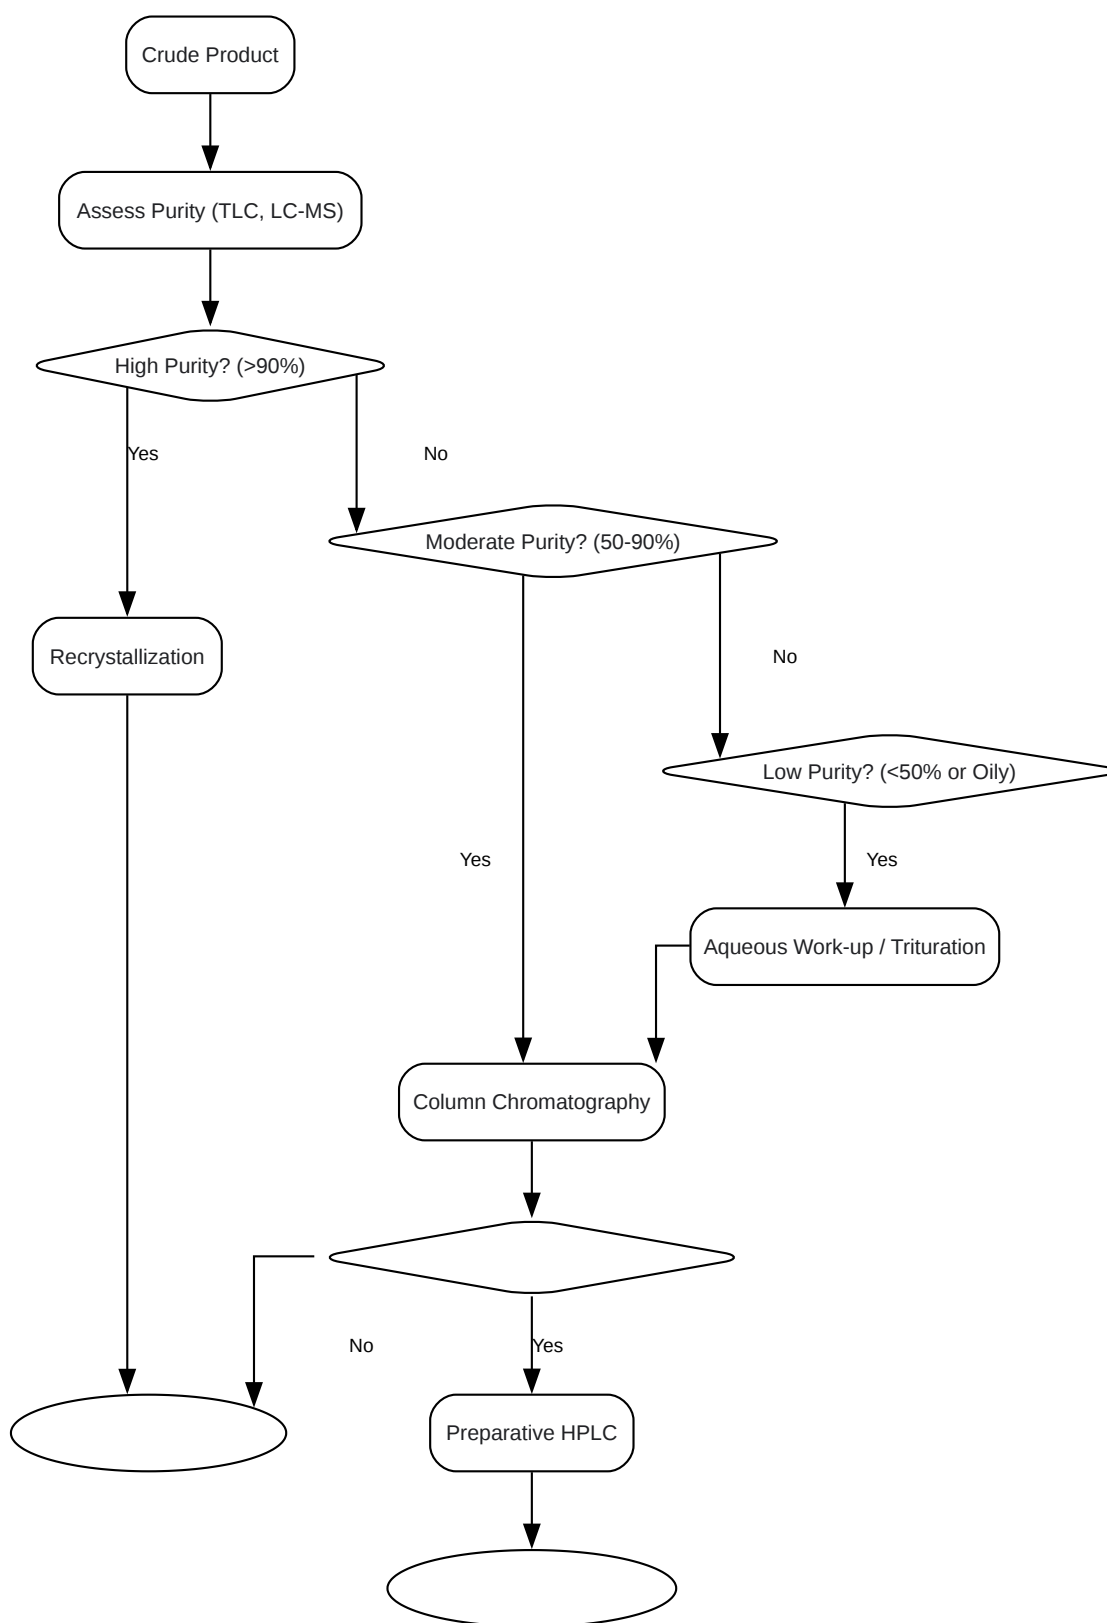 Crude Product
Assess Purity (TLC, LC-MS)
High Purity? (>90%)
Yes
No
Moderate Purity? (50-90%)
Recrystallization
No
Low Purity? (<50% or Oily)
Yes
Yes
Aqueous Work-up / Trituration
Column Chromatography
No
Yes
Preparative HPLC